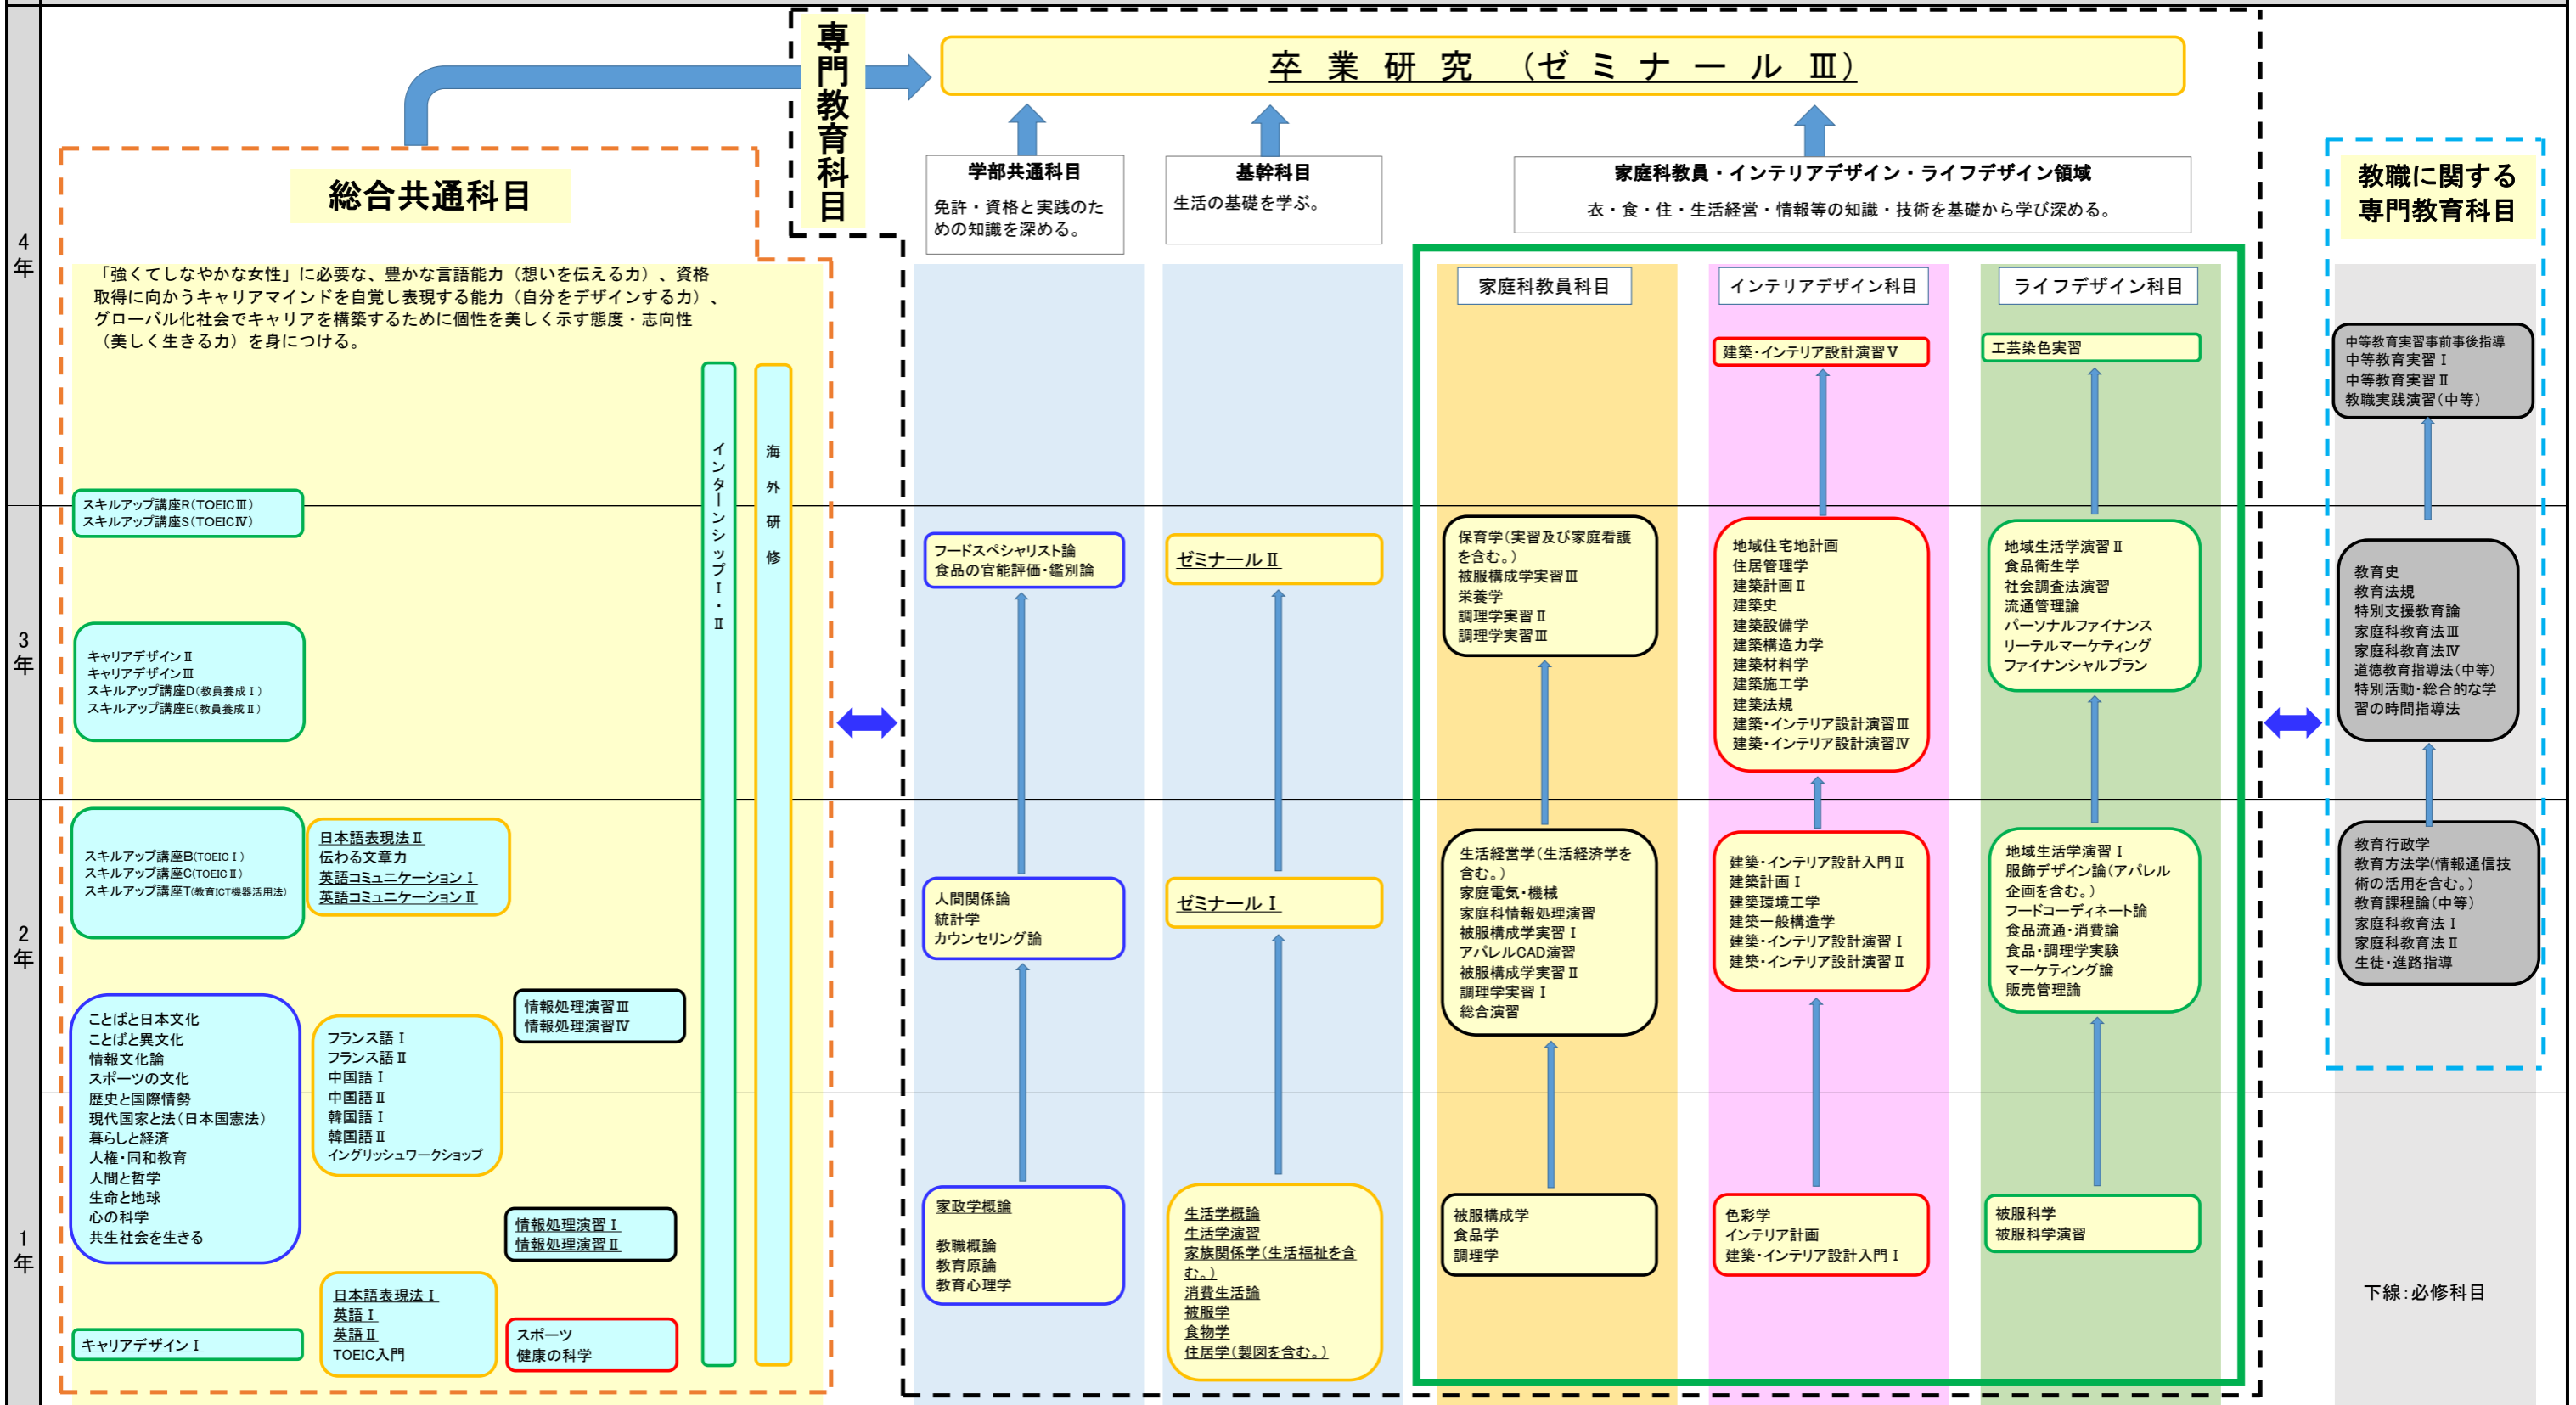 専門教育科目
卒業研究（ゼミナールⅢ）
4年
3年
2年
1年
総合共通科目
「強くてしなやかな女性」に必要な、豊かな言語能力（想いを伝える力）、資格
取得に向かうキャリアマインドを自覚し表現する能力（自分をデザインする力）、
グローバル化社会でキャリアを構築するために個性を美しく示す態度・志向性
（美しく生きる力）を身につける。
インターンシップⅠ・Ⅱ
海外研修
スキルアップ講座R(TOEICⅢ)
スキルアップ講座S(TOEICⅣ)
キャリアデザインⅡ
キャリアデザインⅢ
スキルアップ講座D(教員養成Ⅰ)
スキルアップ講座E(教員養成Ⅱ)
スキルアップ講座B(TOEICⅠ)
スキルアップ講座C(TOEICⅡ)
スキルアップ講座T(教育ICT機器活用法)
日本語表現法Ⅱ
伝わる文章力
英語コミュニケーションⅠ
英語コミュニケーションⅡ
情報処理演習Ⅲ
情報処理演習Ⅳ
ことばと日本文化
ことばと異文化
情報文化論
スポーツの文化
歴史と国際情勢
現代国家と法(日本国憲法)
暮らしと経済
人権・同和教育
人間と哲学
生命と地球
心の科学
共生社会を生きる
フランス語Ⅰ
フランス語Ⅱ
中国語Ⅰ
中国語Ⅱ
韓国語Ⅰ
韓国語Ⅱ
イングリッシュワークショップ
情報処理演習Ⅰ
情報処理演習Ⅱ
日本語表現法Ⅰ
英語Ⅰ
英語Ⅱ
TOEIC入門
キャリアデザインⅠ
スポーツ
健康の科学
学部共通科目
免許・資格と実践のた
めの知識を深める。
フードスペシャリスト論
食品の官能評価・鑑別論
人間関係論
統計学
カウンセリング論
家政学概論
教職概論
教育原論
教育心理学
基幹科目
生活の基礎を学ぶ。
ゼミナールⅡ
ゼミナールⅠ
生活学概論
生活学演習
家族関係学(生活福祉を含
む。)
消費生活論
被服学
食物学
住居学(製図を含む。)
家庭科教員・インテリアデザイン・ライフデザイン領域
衣・食・住・生活経営・情報等の知識・技術を基礎から学び深める。
家庭科教員科目
保育学(実習及び家庭看護
を含む。)
被服構成学実習Ⅲ
栄養学
調理学実習Ⅱ
調理学実習Ⅲ
生活経営学(生活経済学を
含む。)
家庭電気・機械
家庭科情報処理演習
被服構成学実習Ⅰ
アパレルCAD演習
被服構成学実習Ⅱ
調理学実習Ⅰ
総合演習
被服構成学
食品学
調理学
インテリアデザイン科目
建築・インテリア設計演習Ⅴ
地域住宅地計画
住居管理学
建築計画Ⅱ
建築史
建築設備学
建築構造力学
建築材料学
建築施工学
建築法規
建築・インテリア設計演習Ⅲ
建築・インテリア設計演習Ⅳ
建築・インテリア設計入門Ⅱ
建築計画Ⅰ
建築環境工学
建築一般構造学
建築・インテリア設計演習Ⅰ
建築・インテリア設計演習Ⅱ
色彩学
インテリア計画
建築・インテリア設計入門Ⅰ
ライフデザイン科目
工芸染色実習
地域生活学演習Ⅱ
食品衛生学
社会調査法演習
流通管理論
パーソナルファイナンス
リーテルマーケティング
ファイナンシャルプラン
地域生活学演習Ⅰ
服飾デザイン論(アパレル
企画を含む。)
フードコーディネート論
食品流通・消費論
食品・調理学実験
マーケティング論
販売管理論
被服科学
被服科学演習
教職に関する
専門教育科目
中等教育実習事前事後指導
中等教育実習Ⅰ
中等教育実習Ⅱ
教職実践演習(中等)
教育史
教育法規
特別支援教育論
家庭科教育法Ⅲ
家庭科教育法Ⅳ
道徳教育指導法(中等)
特別活動・総合的な学
習の時間指導法
教育行政学
教育方法学(情報通信技
術の活用を含む。)
教育課程論(中等)
家庭科教育法Ⅰ
家庭科教育法Ⅱ
生徒・進路指導
下線：必修科目